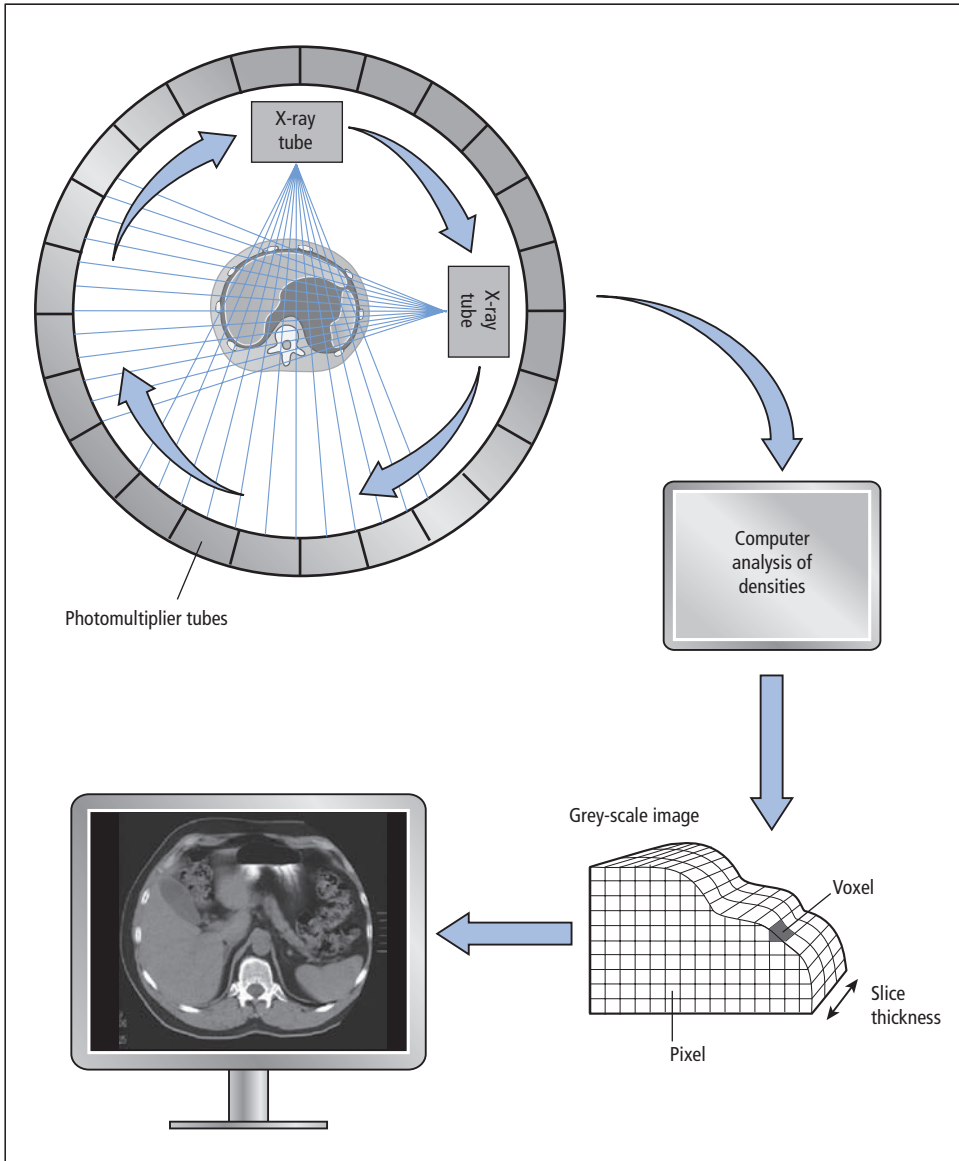 X-ray
tube
X-ray
tube
Photomultiplier tubes
Computer
analysis of
densities
Grey-scale image
Voxel
Slice
thickness
Pixel